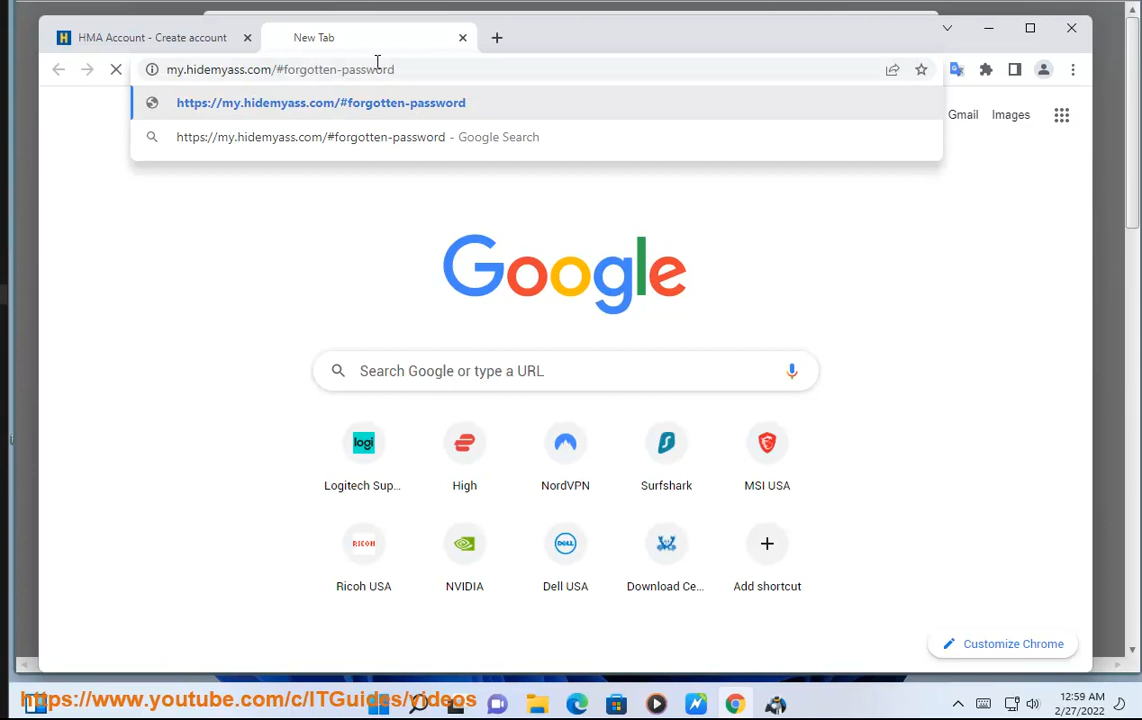 HMA Account - Create account
New Tab
my.hidemyass.com/#forgotten-password
https://my.hidemyass.com/#forgotten-password
https://my.hidemyass.com/#forgotten-password - Google Search
Gmail Images
Google
Search Google or type a URL
logi
Logitech Sup...
High
NordVPN
Surfshark
MSI USA
RICOH
DELL
Ricoh USA
NVIDIA
Dell USA
Download Ce...
Add shortcut
Customize Chrome
https://www.youtube.com/c/ITGuides/videos
12:59 AM
2/27/2022